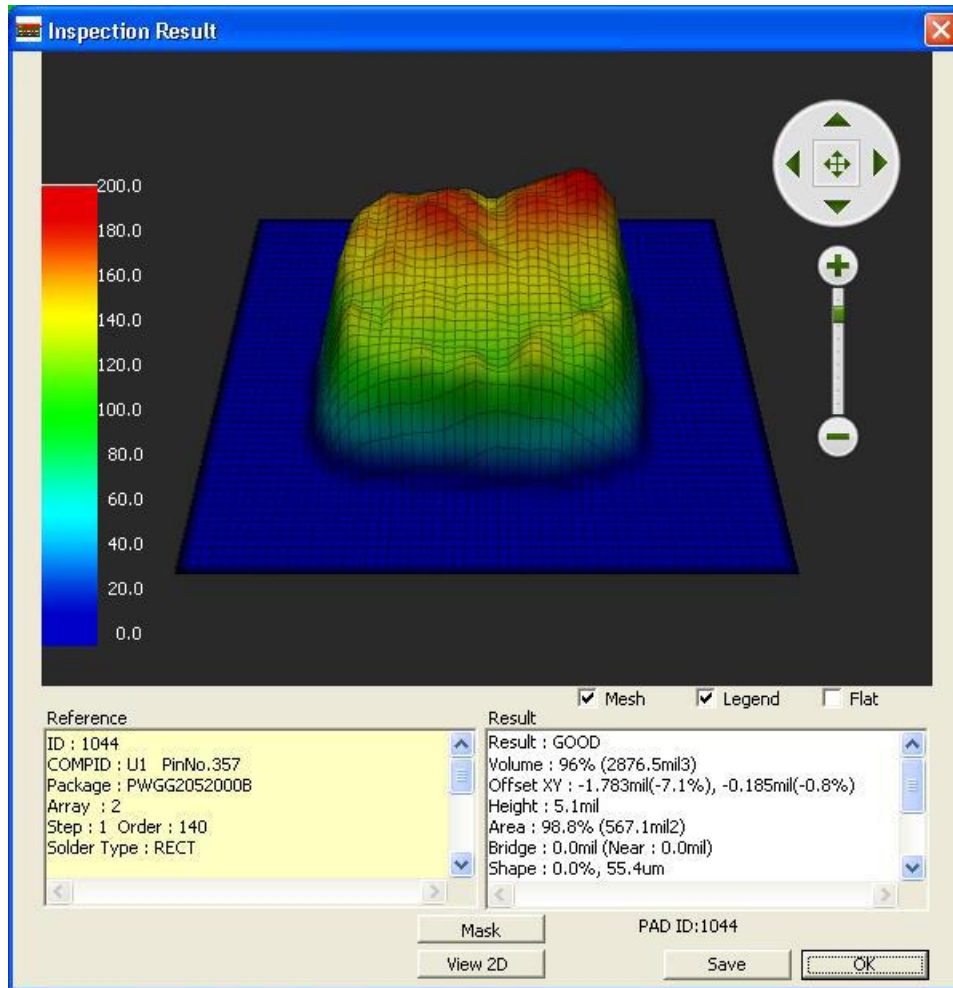 Inspection Result
200.0
180.0
160.0
140.0
120.0
100.0
80.0
60.0
40.0
20.0
0.0
Mesh Legend Flat
Reference
ID : 1044
COMPID : U1 PinNo.357
Package : PWGG2052000B
Array : 2
Step : 1 Order : 140
Solder Type : RECT
Result
Result : GOOD
Volume : 96% (2876.5mil3)
Offset XY : -1.783mil(-7.1%), -0.185mil(-0.8%)
Height : 5.1mil
Area : 98.8% (567.1mil2)
Bridge : 0.0mil (Near : 0.0mil)
Shape : 0.0%, 55.4um
Mask
PAD ID:1044
View 2D
Save
OK